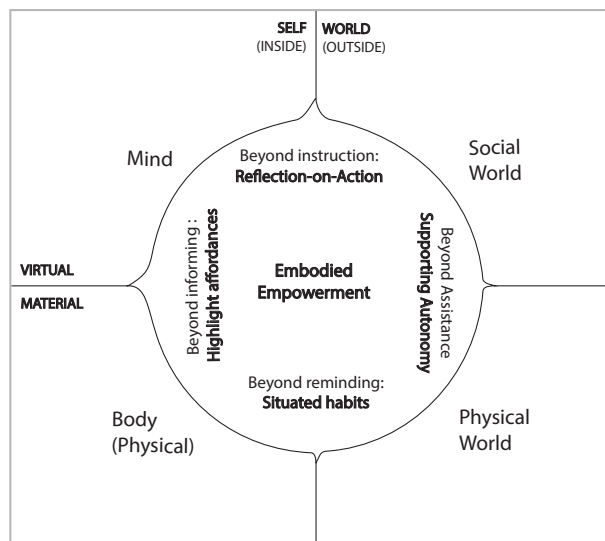 SELF
(INSIDE)
WORLD
(OUTSIDE)
Mind
Social
World
Beyond instruction:
Reflection-on-Action
Beyond informing :
Highlight affordances
Embodied
Empowerment
Beyond Assistance
Supporting Autonomy
VIRTUAL
MATERIAL
Beyond reminding:
Situated habits
Body
(Physical)
Physical
World